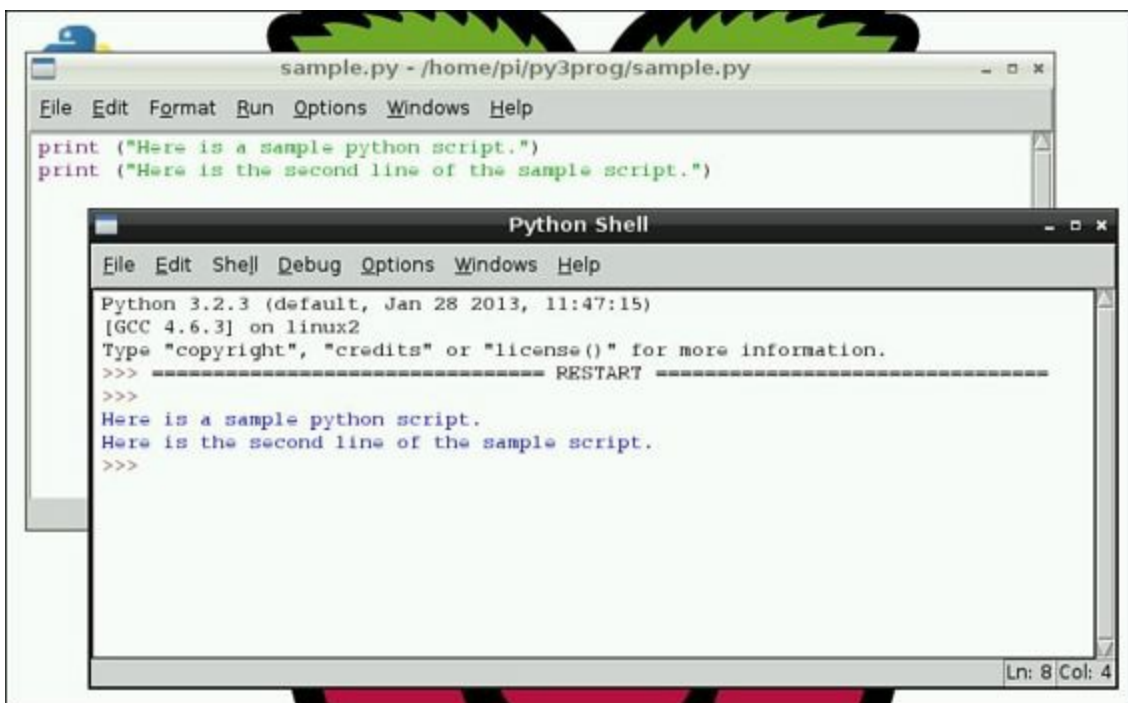 sample.py - /home/pi/py3prog/sample.py
File Edit Format Run Options Windows Help
print ("Here is a sample python script.")
print ("Here is the second line of the sample script.")
Python Shell
File Edit Shell Debug Options Windows Help
Python 3.2.3 (default, Jan 28 2013, 11:47:15)
[GCC 4.6.3] on linux2
Type "copyright", "credits" or "license()" for more information.
>>> ================================ RESTART ================================
>>>
Here is a sample python script.
Here is the second line of the sample script.
>>>
Ln: 8 Col: 4